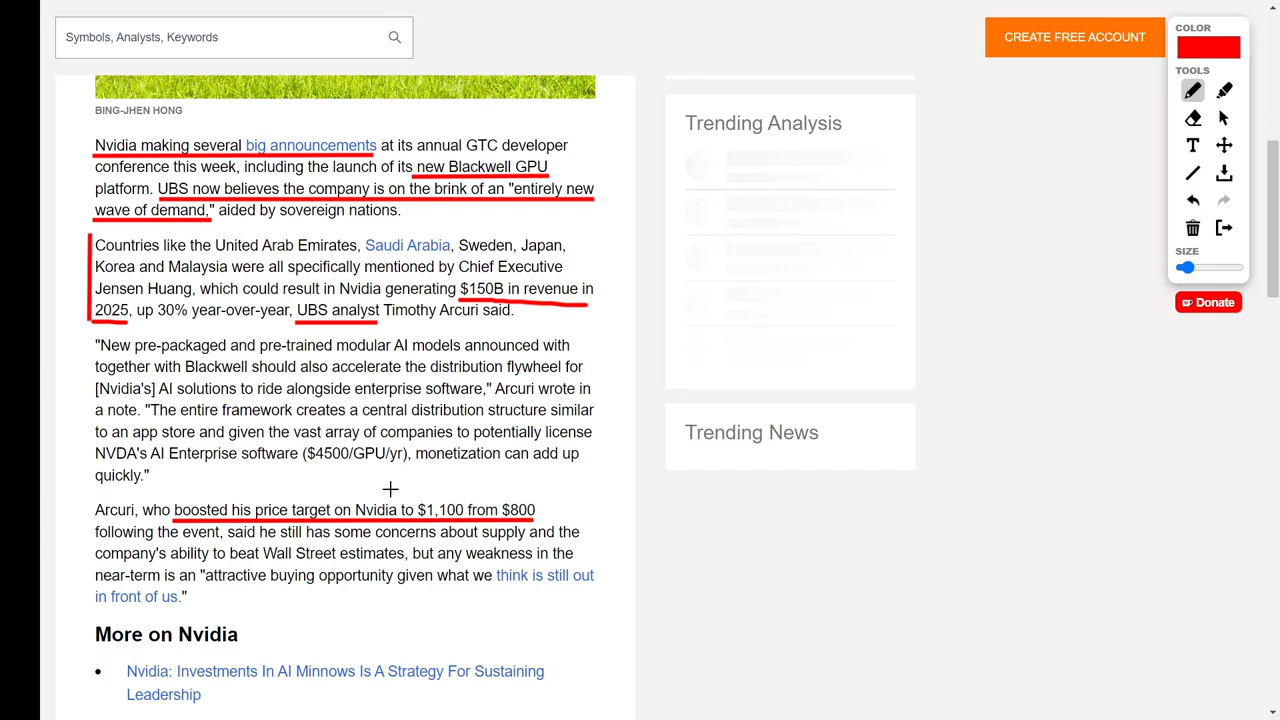 Symbols, Analysts, Keywords
CREATE FREE ACCOUNT
COLOR
TOOLS
T
SIZE
Donate
BING-JHEN HONG
Nvidia making several big announcements at its annual GTC developer
conference this week, including the launch of its new Blackwell GPU
platform. UBS now believes the company is on the brink of an "entirely new
wave of demand," aided by sovereign nations.
Countries like the United Arab Emirates, Saudi Arabia, Sweden, Japan,
Korea and Malaysia were all specifically mentioned by Chief Executive
Jensen Huang, which could result in Nvidia generating $150B in revenue in
2025, up 30% year-over-year, UBS analyst Timothy Arcuri said.
"New pre-packaged and pre-trained modular AI models announced with
together with Blackwell should also accelerate the distribution flywheel for
[Nvidia's] AI solutions to ride alongside enterprise software," Arcuri wrote in
a note. "The entire framework creates a central distribution structure similar
to an app store and given the vast array of companies to potentially license
NVDA's AI Enterprise software ($4500/GPU/yr), monetization can add up
quickly."
Arcuri, who boosted his price target on Nvidia to $1,100 from $800
following the event, said he still has some concerns about supply and the
company's ability to beat Wall Street estimates, but any weakness in the
near-term is an "attractive buying opportunity given what we think is still out
in front of us."
More on Nvidia
• Nvidia: Investments In AI Minnows Is A Strategy For Sustaining
Leadership
Trending Analysis
Trending News